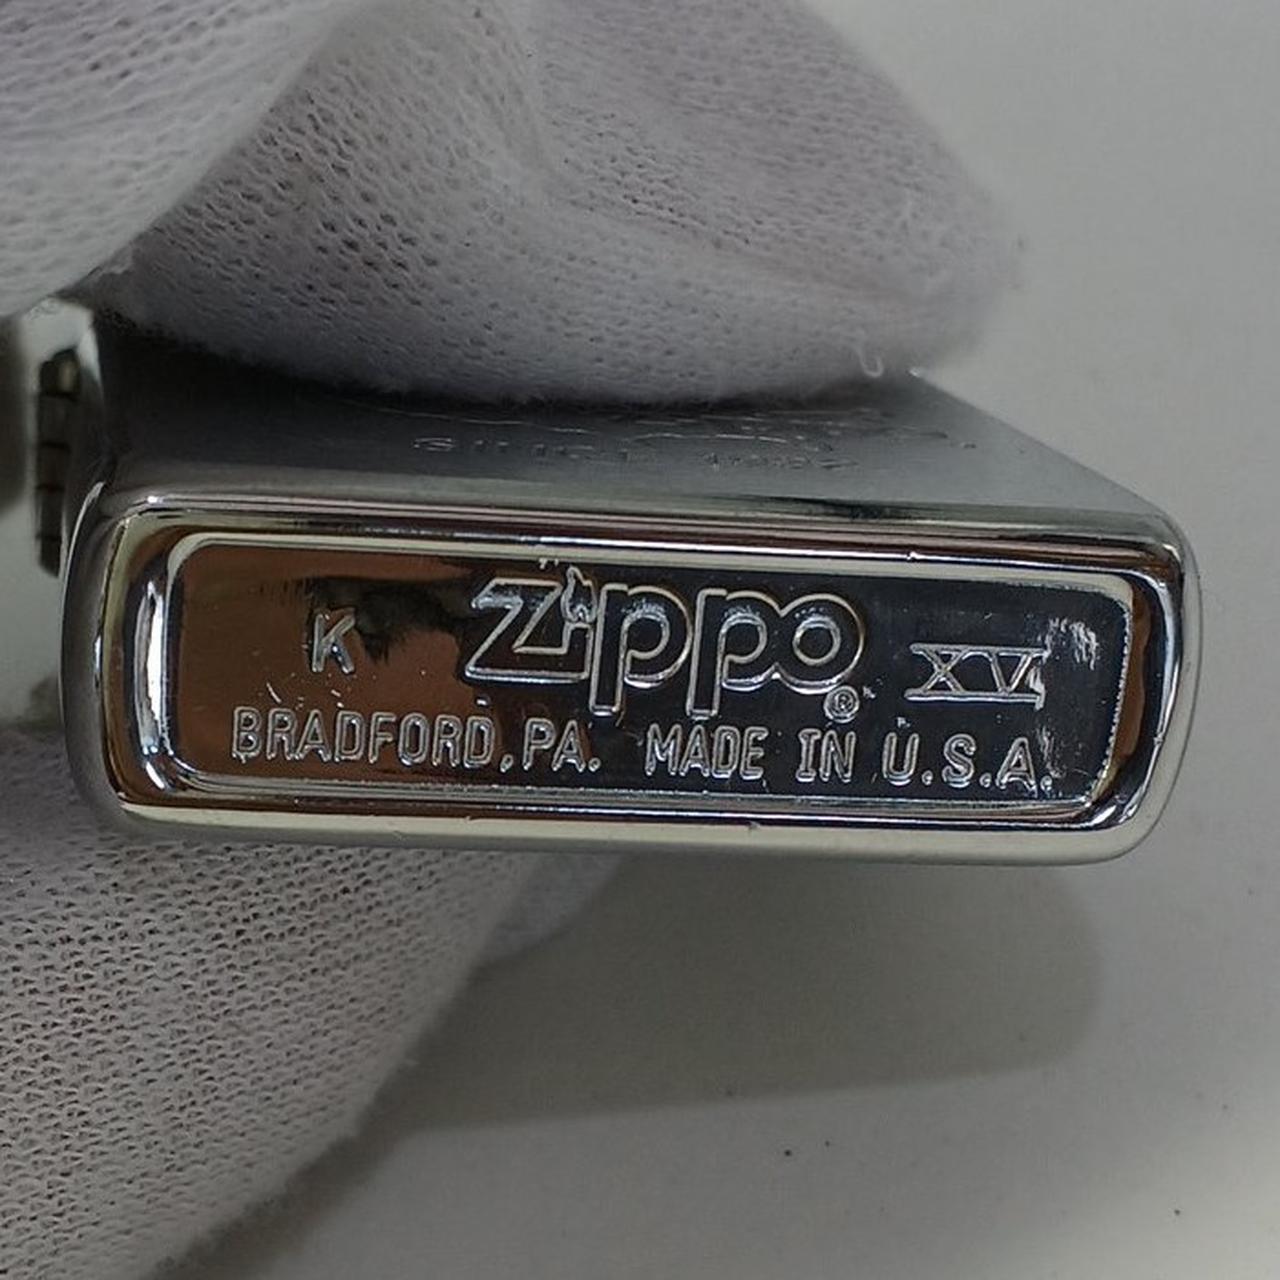 K Zippo® XV
BRADFORD, PA. MADE IN U.S.A.